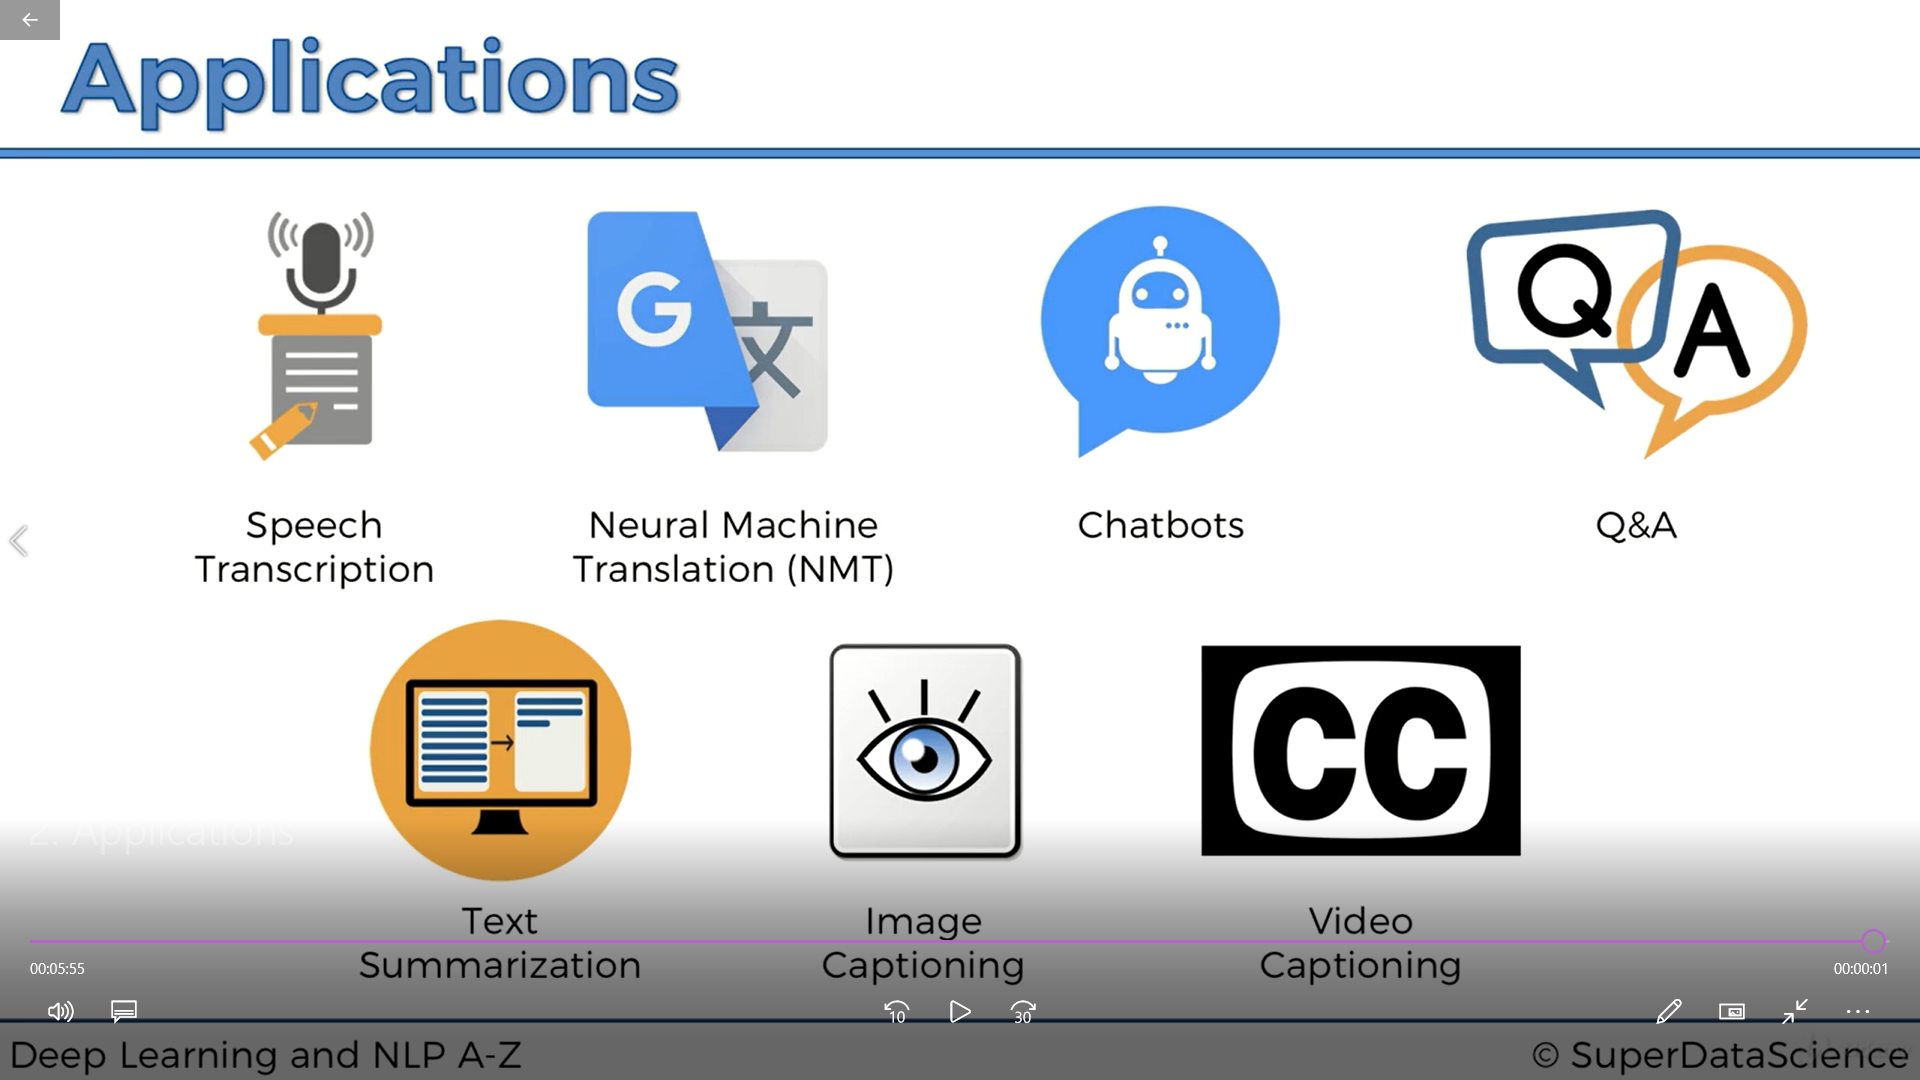 Applications
G 文
Q A
Speech
Transcription
Neural Machine
Translation (NMT)
Chatbots
Q&A
CC
2. Applications
Text
Summarization
Image
Captioning
Video
Captioning
00:05:55
00:00:01
10
30
Deep Learning and NLP A-Z
© SuperDataScience